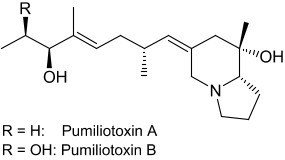 R
OH
OH
N
R = H: Pumiliotoxin A
R = OH: Pumiliotoxin B